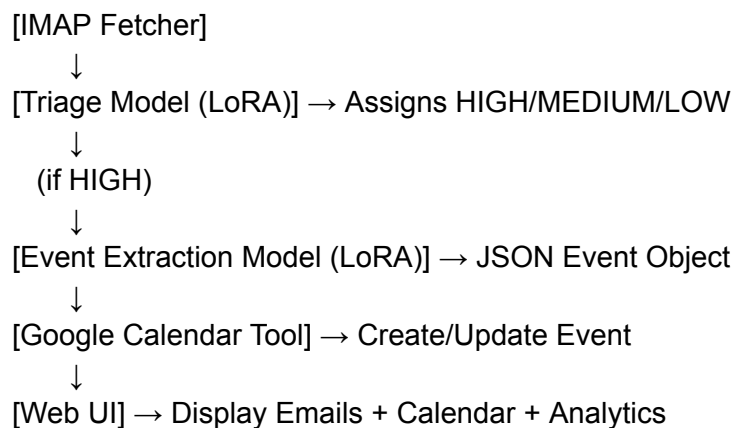 [IMAP Fetcher]
↓
[Triage Model (LoRA)] → Assigns HIGH/MEDIUM/LOW
↓
(if HIGH)
↓
[Event Extraction Model (LoRA)] → JSON Event Object
↓
[Google Calendar Tool] → Create/Update Event
↓
[Web UI] → Display Emails + Calendar + Analytics